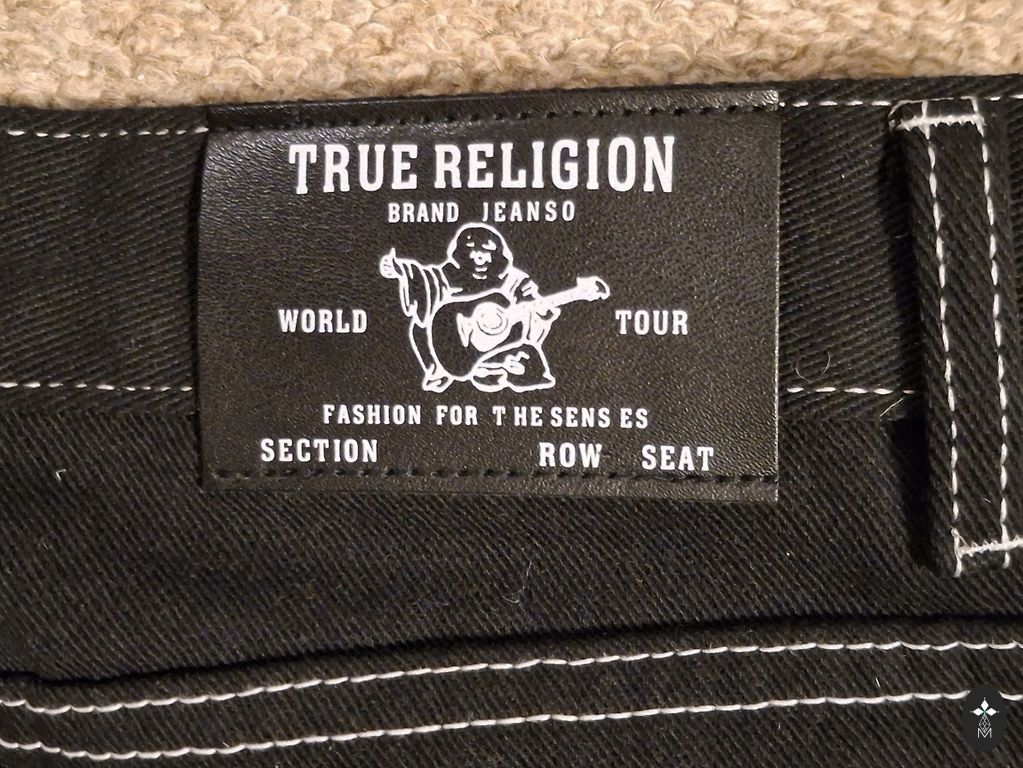 TRUE RELIGION
BRAND JEANSO
WORLD TOUR
FASHION FOR T HE SENS ES
SECTION ROW SEAT
M